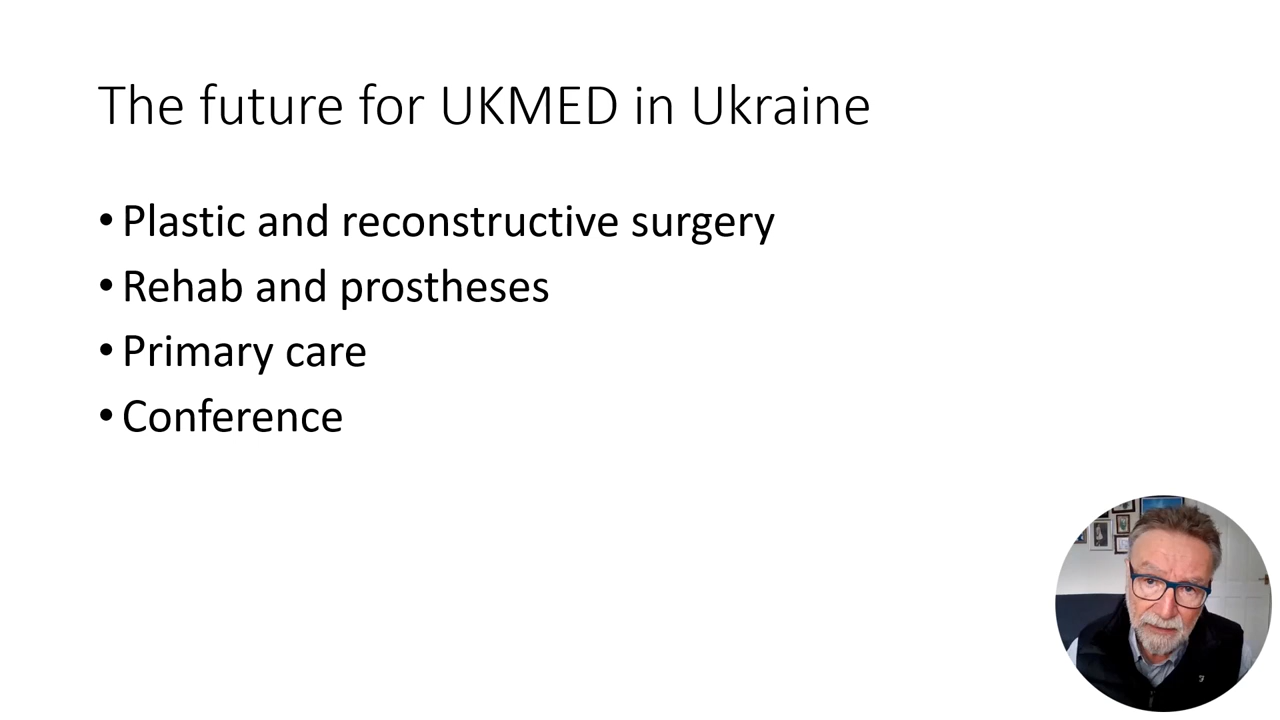 The future for UKMED in Ukraine
• Plastic and reconstructive surgery
• Rehab and prostheses
• Primary care
• Conference